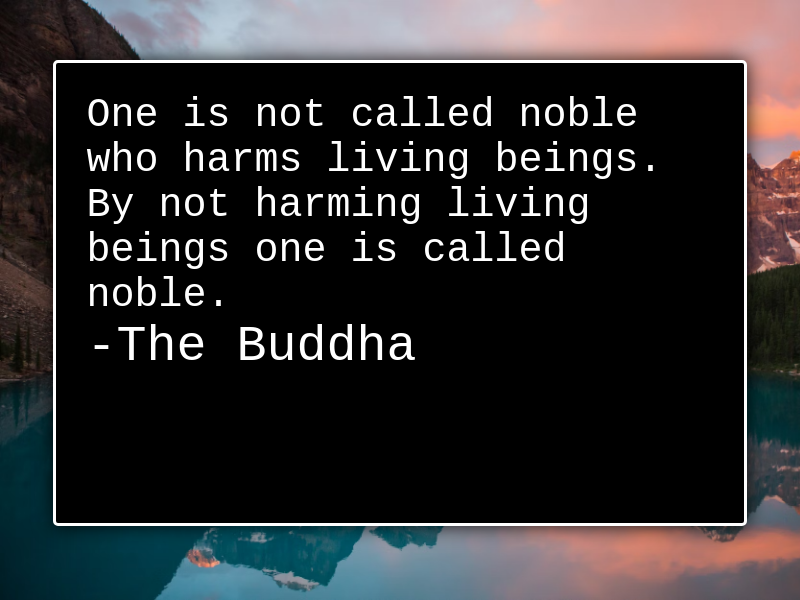 One is not called noble
who harms living beings.
By not harming living
beings one is called
noble.
-The Buddha